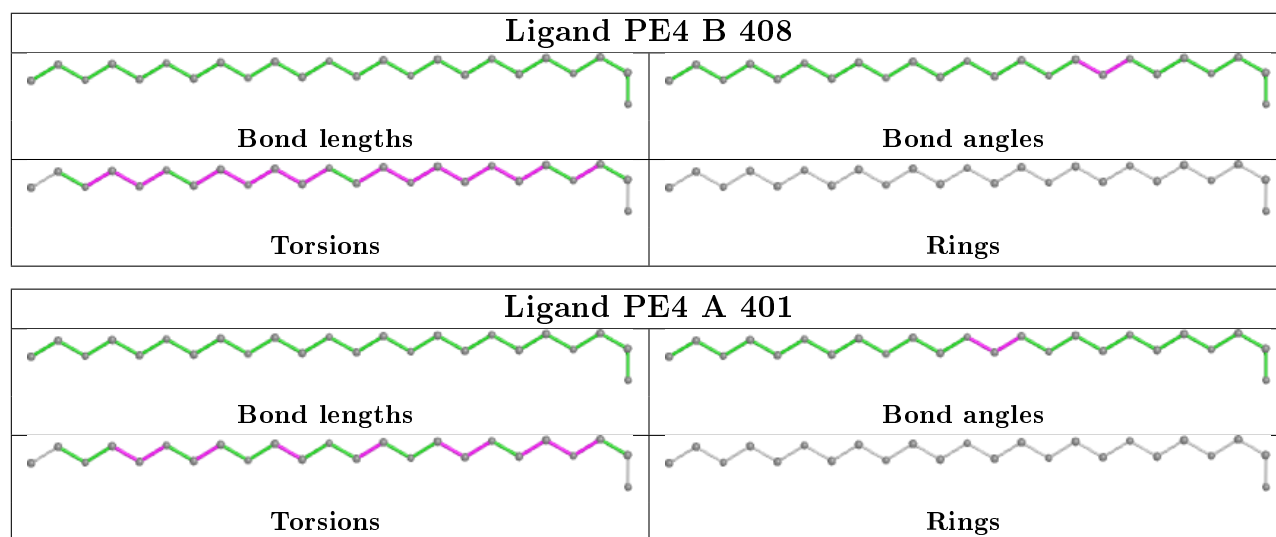 Ligand PE4 B 408
Bond lengths Bond angles
Torsions Rings
Ligand PE4 A 401
Bond lengths Bond angles
Torsions Rings